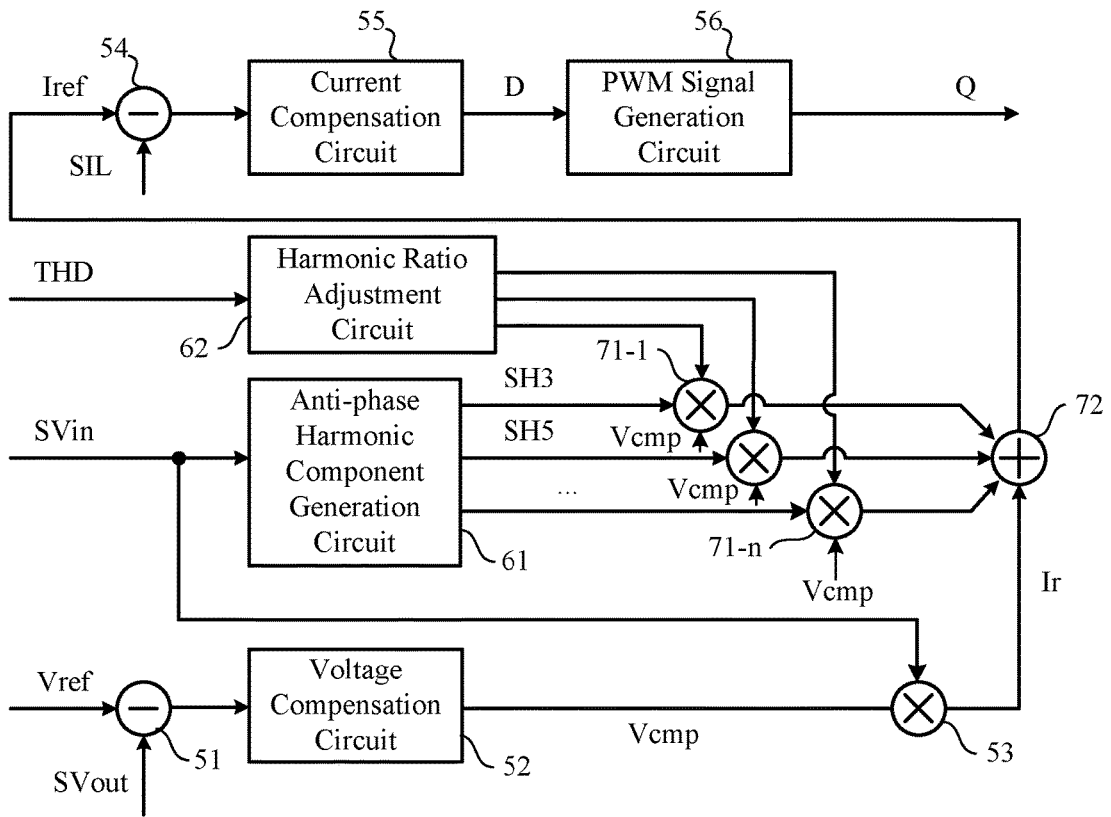 54
55
56
Iref
−
Current
Compensation
Circuit
D
PWM Signal
Generation
Circuit
Q
SIL
THD
Harmonic Ratio
Adjustment
Circuit
62
71-1
SH3
×
72
SVin
Anti-phase
Harmonic
Component
Generation
Circuit
SH5
Vcmp
×
+
Vcmp
...
×
61
71-n
Vcmp
Ir
Vref
−
Voltage
Compensation
Circuit
Vcmp
×
51
52
53
SVout